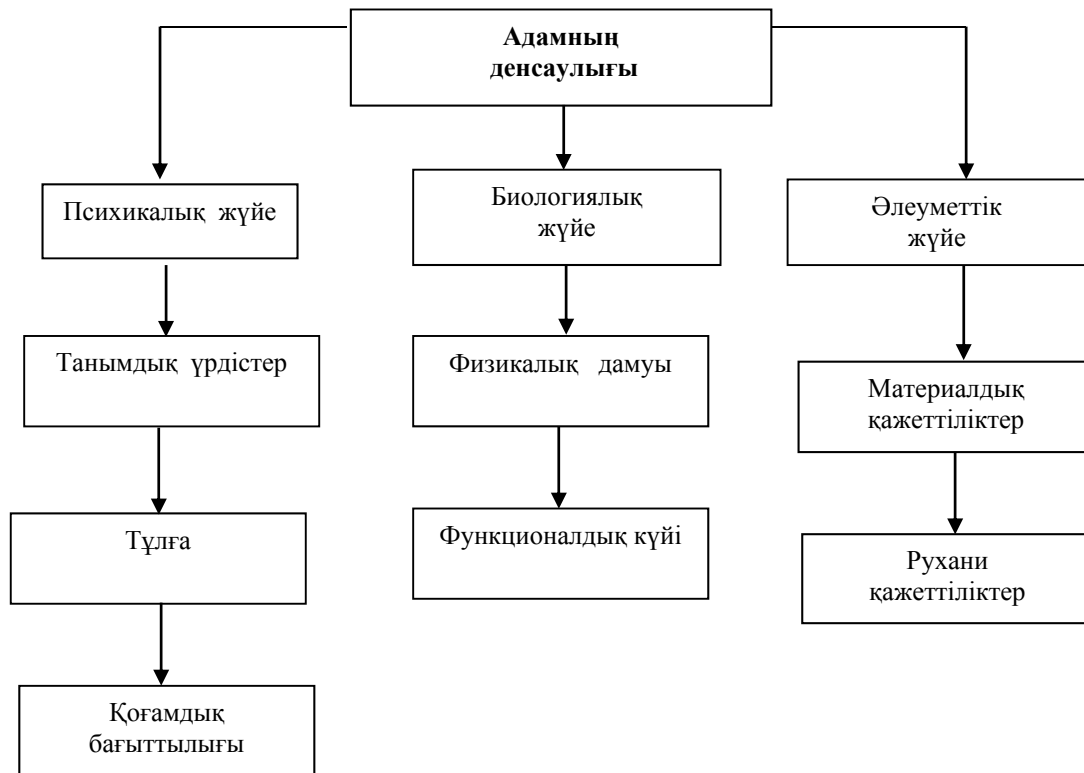 Адамның
денсаулығы
Психикалық жүйе
Биологиялық
жүйе
Әлеуметтік
жүйе
Танымдық үрдістер
Физикалық дамуы
Материалдық
қажеттіліктер
Тұлға
Функционалдық күйі
Рухани
қажеттіліктер
Қоғамдық
бағыттылығы